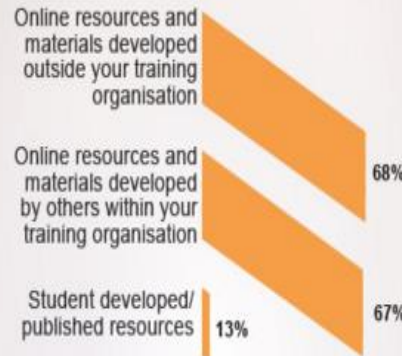 Online resources and
materials developed
outside your training
organisation
68%
Online resources and
materials developed
by others within your
training organisation
67%
Student developed/
published resources
13%